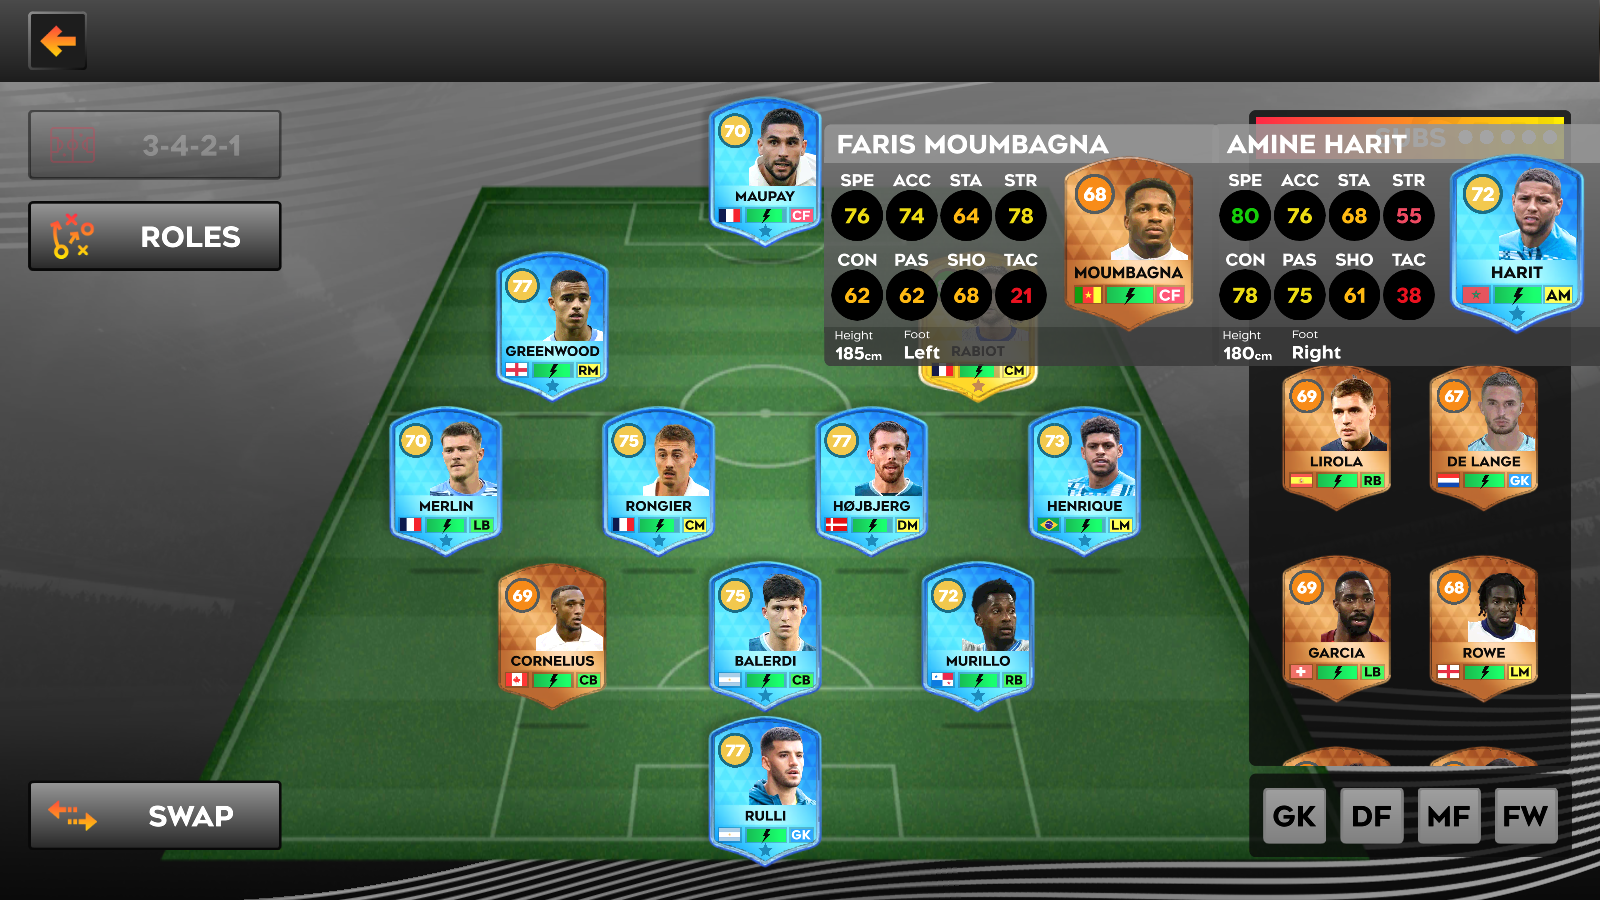 3-4-2-1
ROLES
SWAP
70
MAUPAY
CF
77
GREENWOOD
RM
RABIOT
CM
70
MERLIN
LB
75
RONGIER
CM
77
HØJBJERG
DM
73
HENRIQUE
LM
69
CORNELIUS
CB
75
BALERDI
CB
72
MURILLO
RB
77
RULLI
GK
FARIS MOUMBAGNA
SPE ACC STA STR
76 74 64 78
CON PAS SHO TAC
62 62 68 21
Height Foot
185cm Left
68
MOUMBAGNA
CF
SUBS
AMINE HARIT
SPE ACC STA STR
80 76 68 55
CON PAS SHO TAC
78 75 61 38
Height Foot
180cm Right
72
HARIT
AM
69
LIROLA
RB
67
DE LANGE
GK
69
GARCIA
LB
68
ROWE
LM
GK DF MF FW